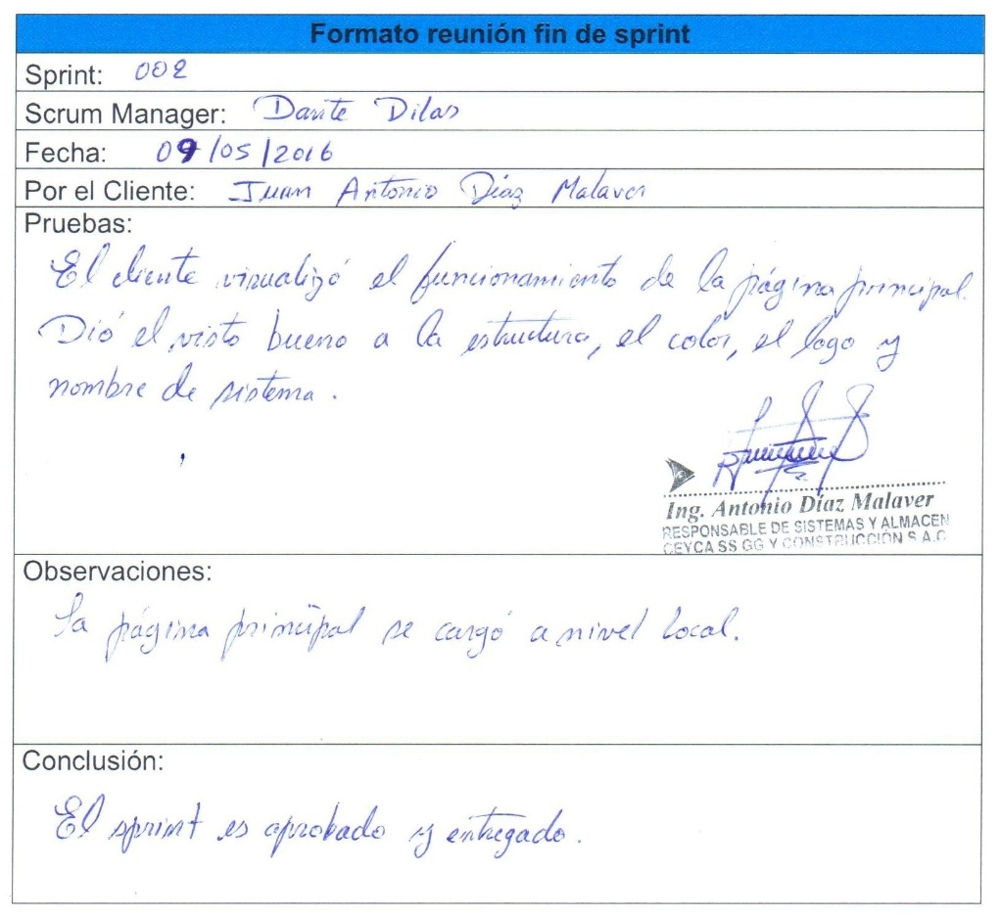 Formato reunión fin de sprint
Sprint: 002
Scrum Manager: Dante Dilas
Fecha: 09/05/2016
Por el Cliente: Juan Antonio Díaz Malaver
Pruebas:
El cliente visualizó el funcionamiento de la página principal.
Dió el visto bueno a la estructura, el color, el logo y
nombre de sistema.
Ing. Antonio Díaz Malaver
RESPONSABLE DE SISTEMAS Y ALMACEN
CEYCA SS GG Y CONSTRUCCION S.A.C
Observaciones:
La página principal se cargó a nivel local.
Conclusión:
El sprint es aprobado y entregado.